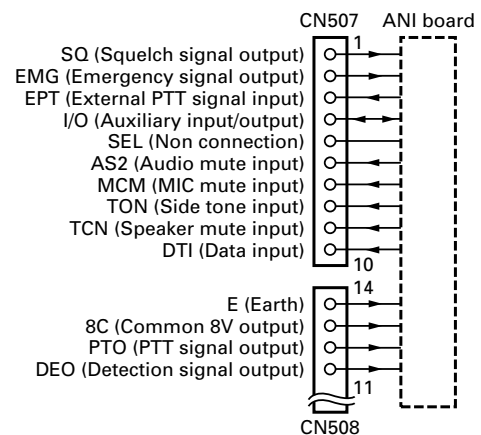 CN507 ANI board
1
SQ (Squelch signal output)
EMG (Emergency signal output)
EPT (External PTT signal input)
I/O (Auxiliary input/output)
SEL (Non connection)
AS2 (Audio mute input)
MCM (MIC mute input)
TON (Side tone input)
TCN (Speaker mute input)
DTI (Data input)
10
14
E (Earth)
8C (Common 8V output)
PTO (PTT signal output)
DEO (Detection signal output)
11
CN508